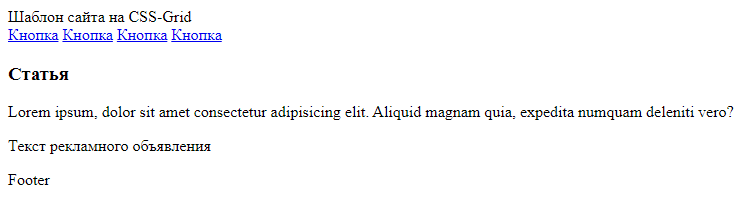 Шаблон сайта на CSS-Grid
Кнопка Кнопка Кнопка Кнопка
Статья
Lorem ipsum, dolor sit amet consectetur adipisicing elit. Aliquid magnam quia, expedita numquam deleniti vero?
Текст рекламного объявления
Footer